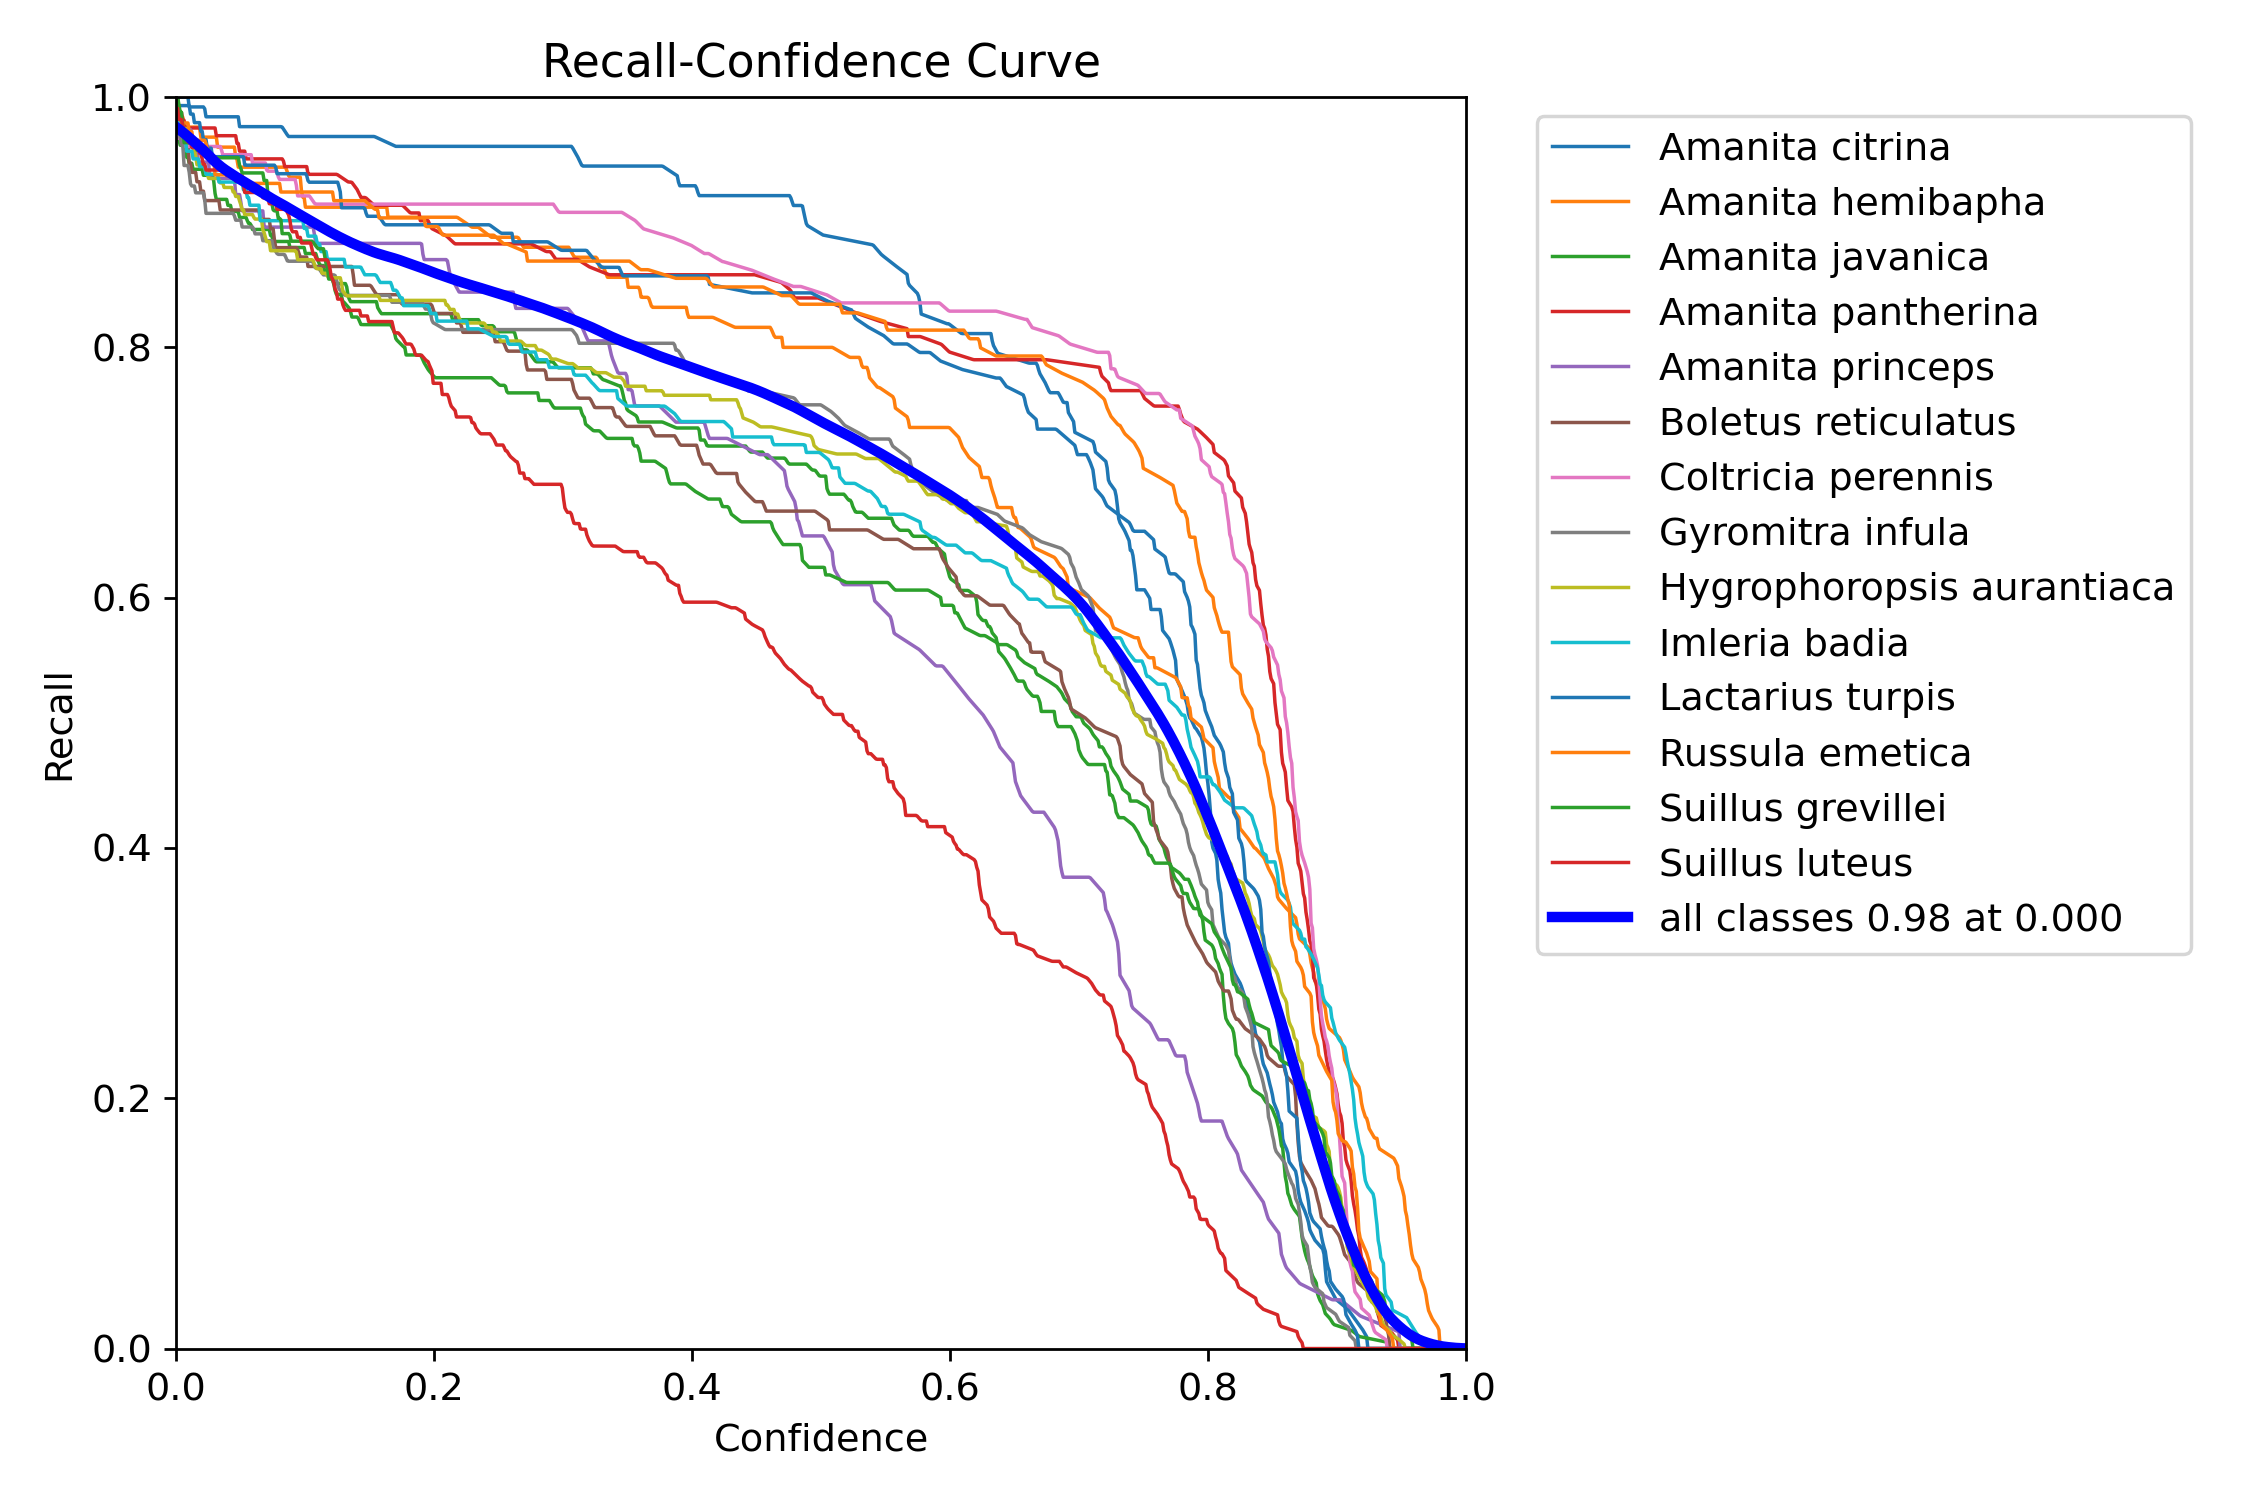 Recall-Confidence Curve
1.0
0.8
0.6
0.4
0.2
0.0
Recall
0.0 0.2 0.4 0.6 0.8 1.0
Confidence
Amanita citrina
Amanita hemibapha
Amanita javanica
Amanita pantherina
Amanita princeps
Boletus reticulatus
Coltricia perennis
Gyromitra infula
Hygrophoropsis aurantiaca
Imleria badia
Lactarius turpis
Russula emetica
Suillus grevillei
Suillus luteus
all classes 0.98 at 0.000